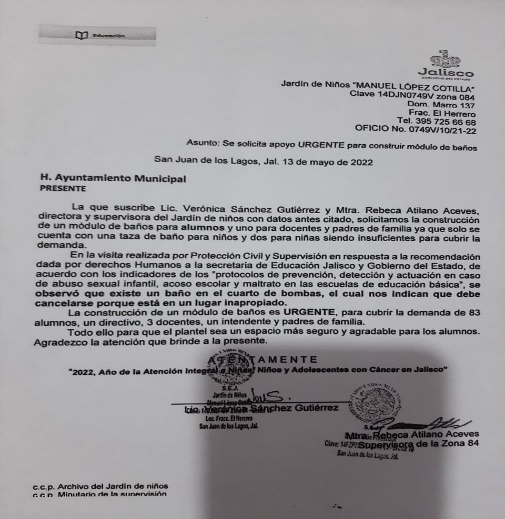 Educación
Jalisco
Jardín de Niños "MANUEL LÓPEZ COTILLA"
Clave 14DJN0749V zona 084
Dom. Marro 137
Frac. El Herrero
Tel. 395 725 66 68
OFICIO No. 0749V/10/21-22
Asunto: Se solicita apoyo URGENTE para construir módulo de baños
San Juan de los Lagos, Jal. 13 de mayo de 2022
H. Ayuntamiento Municipal
PRESENTE
La que suscribe Lic. Verónica Sánchez Gutiérrez y Mtra. Rebeca Atilano Aceves,
directora y supervisora del Jardín de niños con datos antes citado, solicitamos la construcción
de un módulo de baños para alumnos y uno para docentes y padres de familia ya que solo se
cuenta con una taza de baño para niños y dos para niñas siendo insuficientes para cubrir la
demanda.
En la visita realizada por Protección Civil y Supervisión en respuesta a la recomendación
dada por derechos Humanos a la secretaria de Educación Jalisco y Gobierno del Estado, de
acuerdo con los indicadores de los "protocolos de prevención, detección y actuación en caso
de abuso sexual infantil, acoso escolar y maltrato en las escuelas de educación básica", se
observó que existe un baño en el cuarto de bombas, el cual nos indican que debe
cancelarse porque está en un lugar inapropiado.
La construcción de un módulo de baños es URGENTE, para cubrir la demanda de 83
alumnos, un directivo, 3 docentes, un intendente y padres de familia.
Todo ello para que el plantel sea un espacio más seguro y agradable para los alumnos.
Agradezco la atención que brinde a la presente.
ATENTAMENTE
"2022, Año de la Atención Integral a Niñas, Niños y Adolescentes con Cáncer en Jalisco"
S.E.J.
Jardín de Niños
Lic. Verónica Sánchez Gutiérrez
Loc. Fracc. El Herrero
San Juan de los Lagos, Jal.
Mtra. Rebeca Atilano Aceves
Supervisora de la Zona 84
San Juan de los Lagos, Jal.
c.c.p. Archivo del Jardín de niños
c.c.p. Minutario de la supervisión